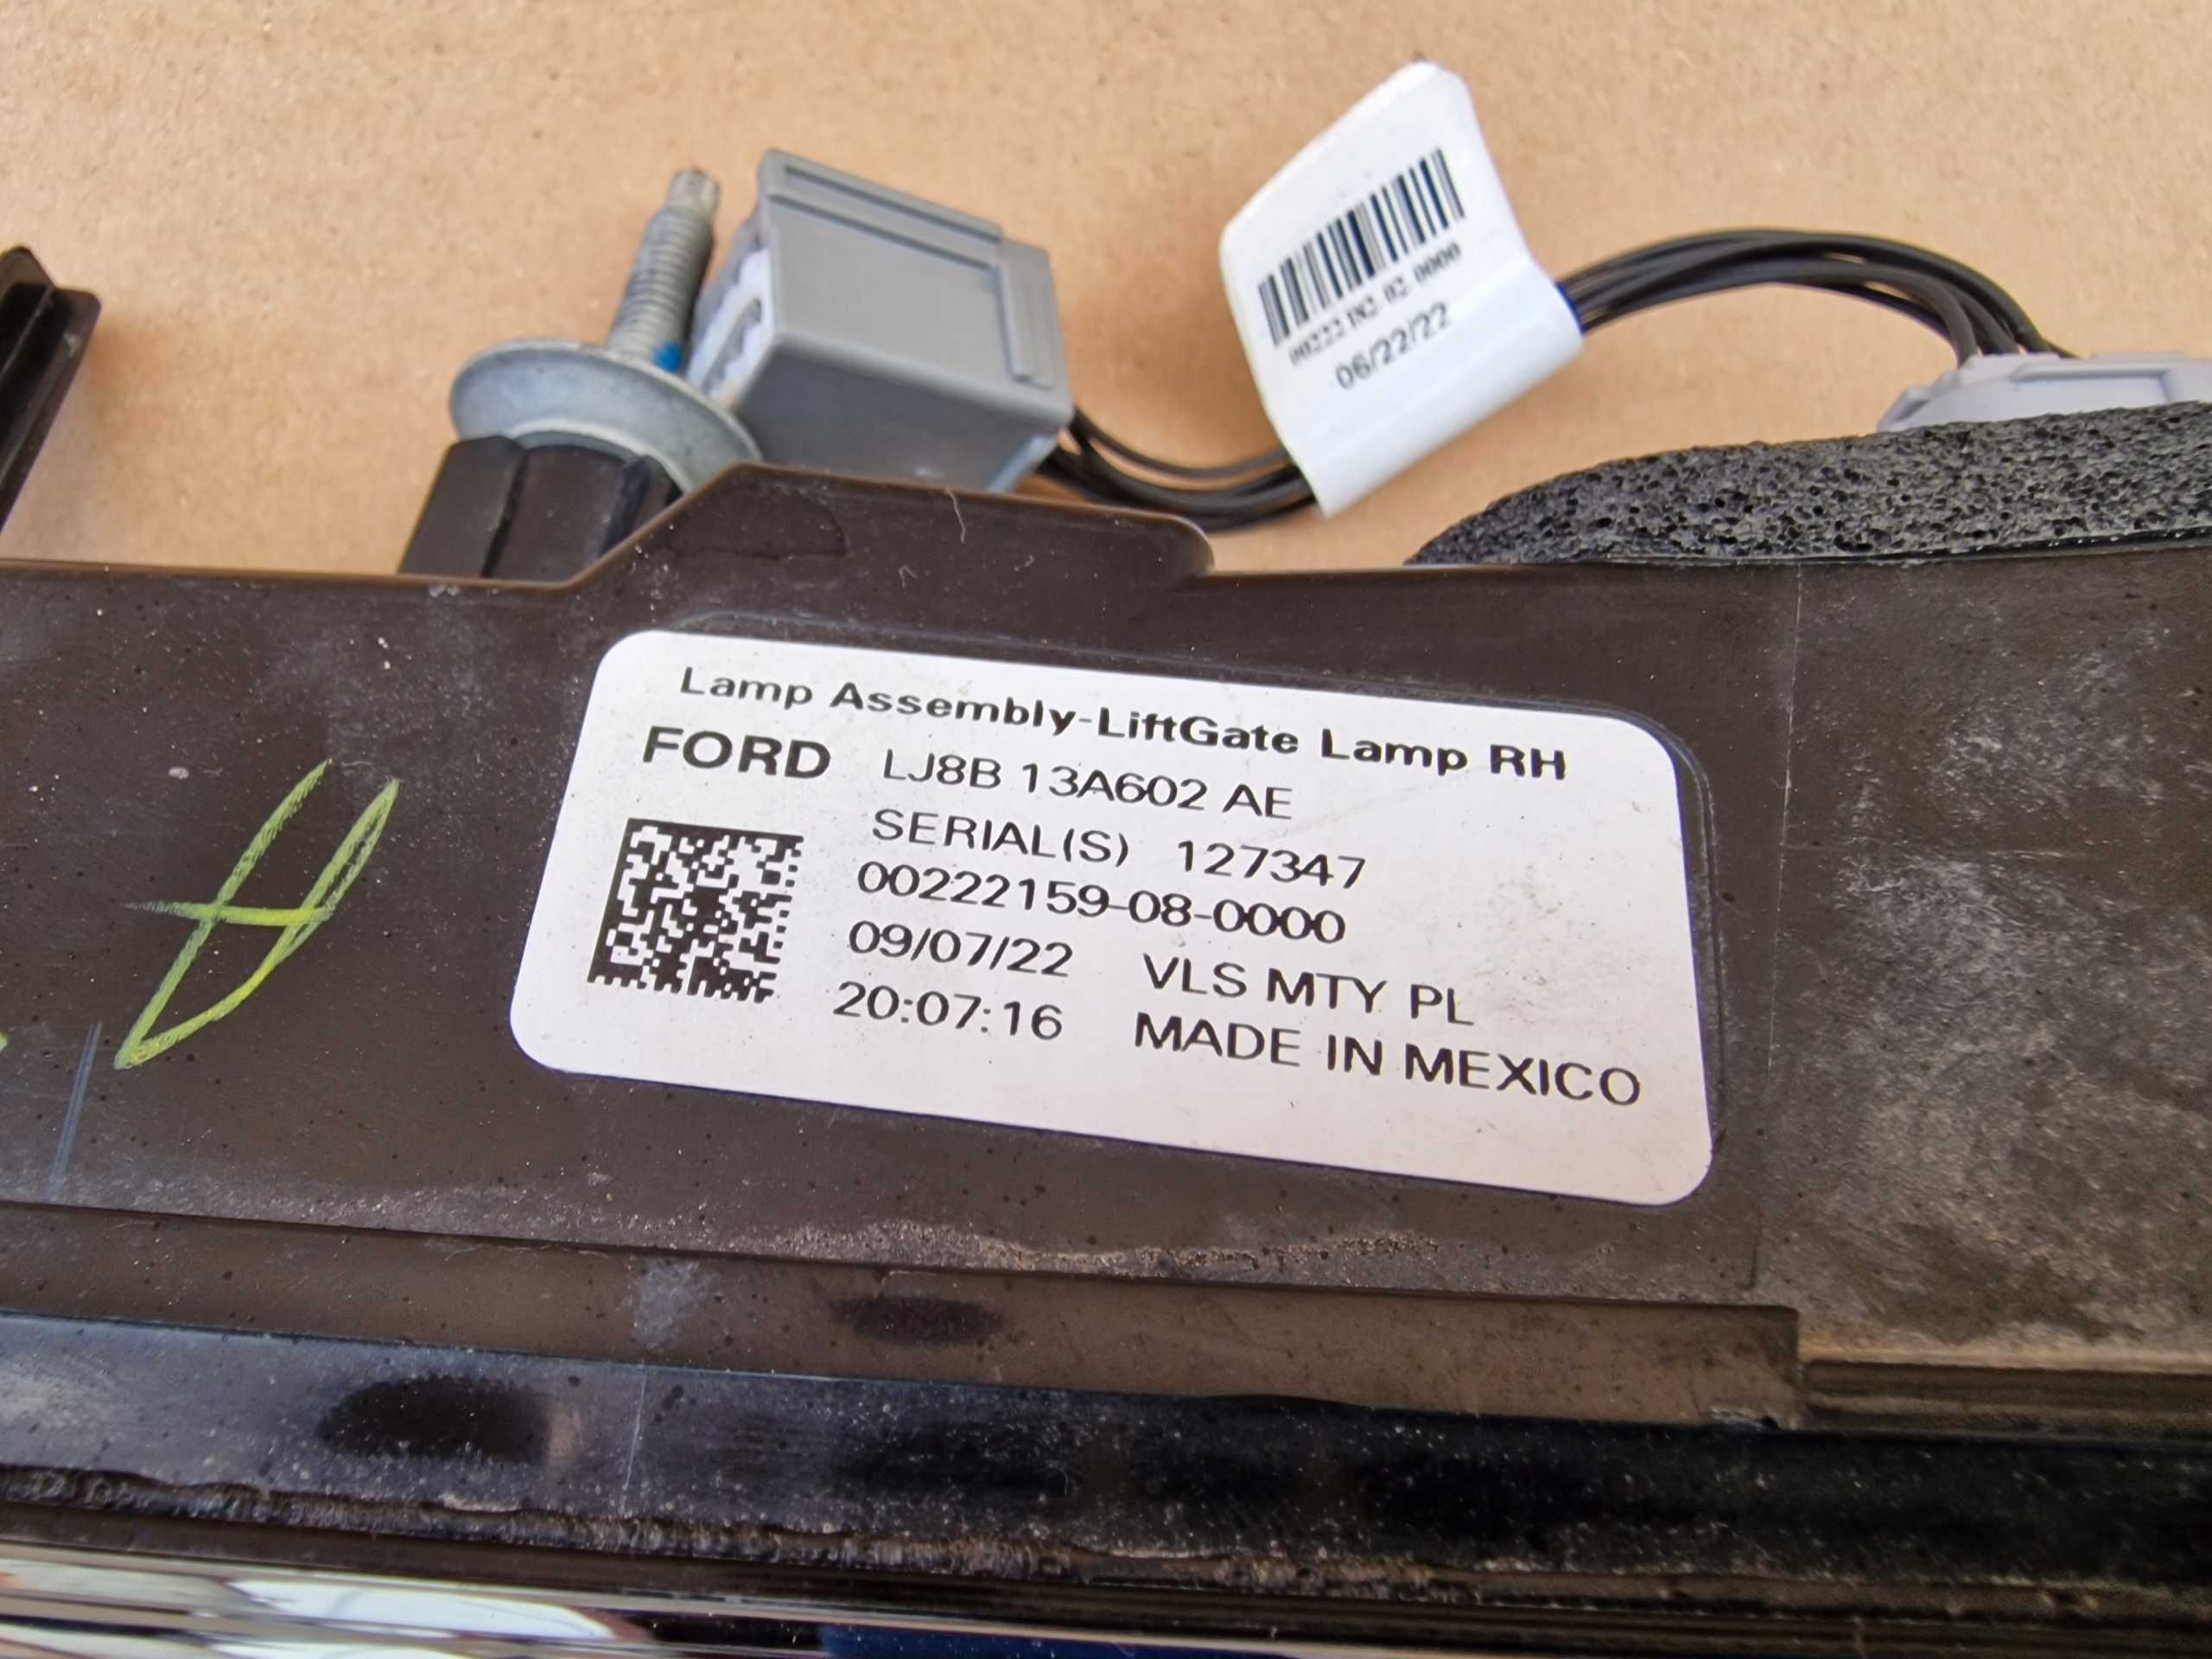 06/22/22
Lamp Assembly-LiftGate Lamp RH
FORD LJ8B 13A602 AE
SERIAL(S) 127347
00222159-08-0000
09/07/22 VLS MTY PL
20:07:16 MADE IN MEXICO